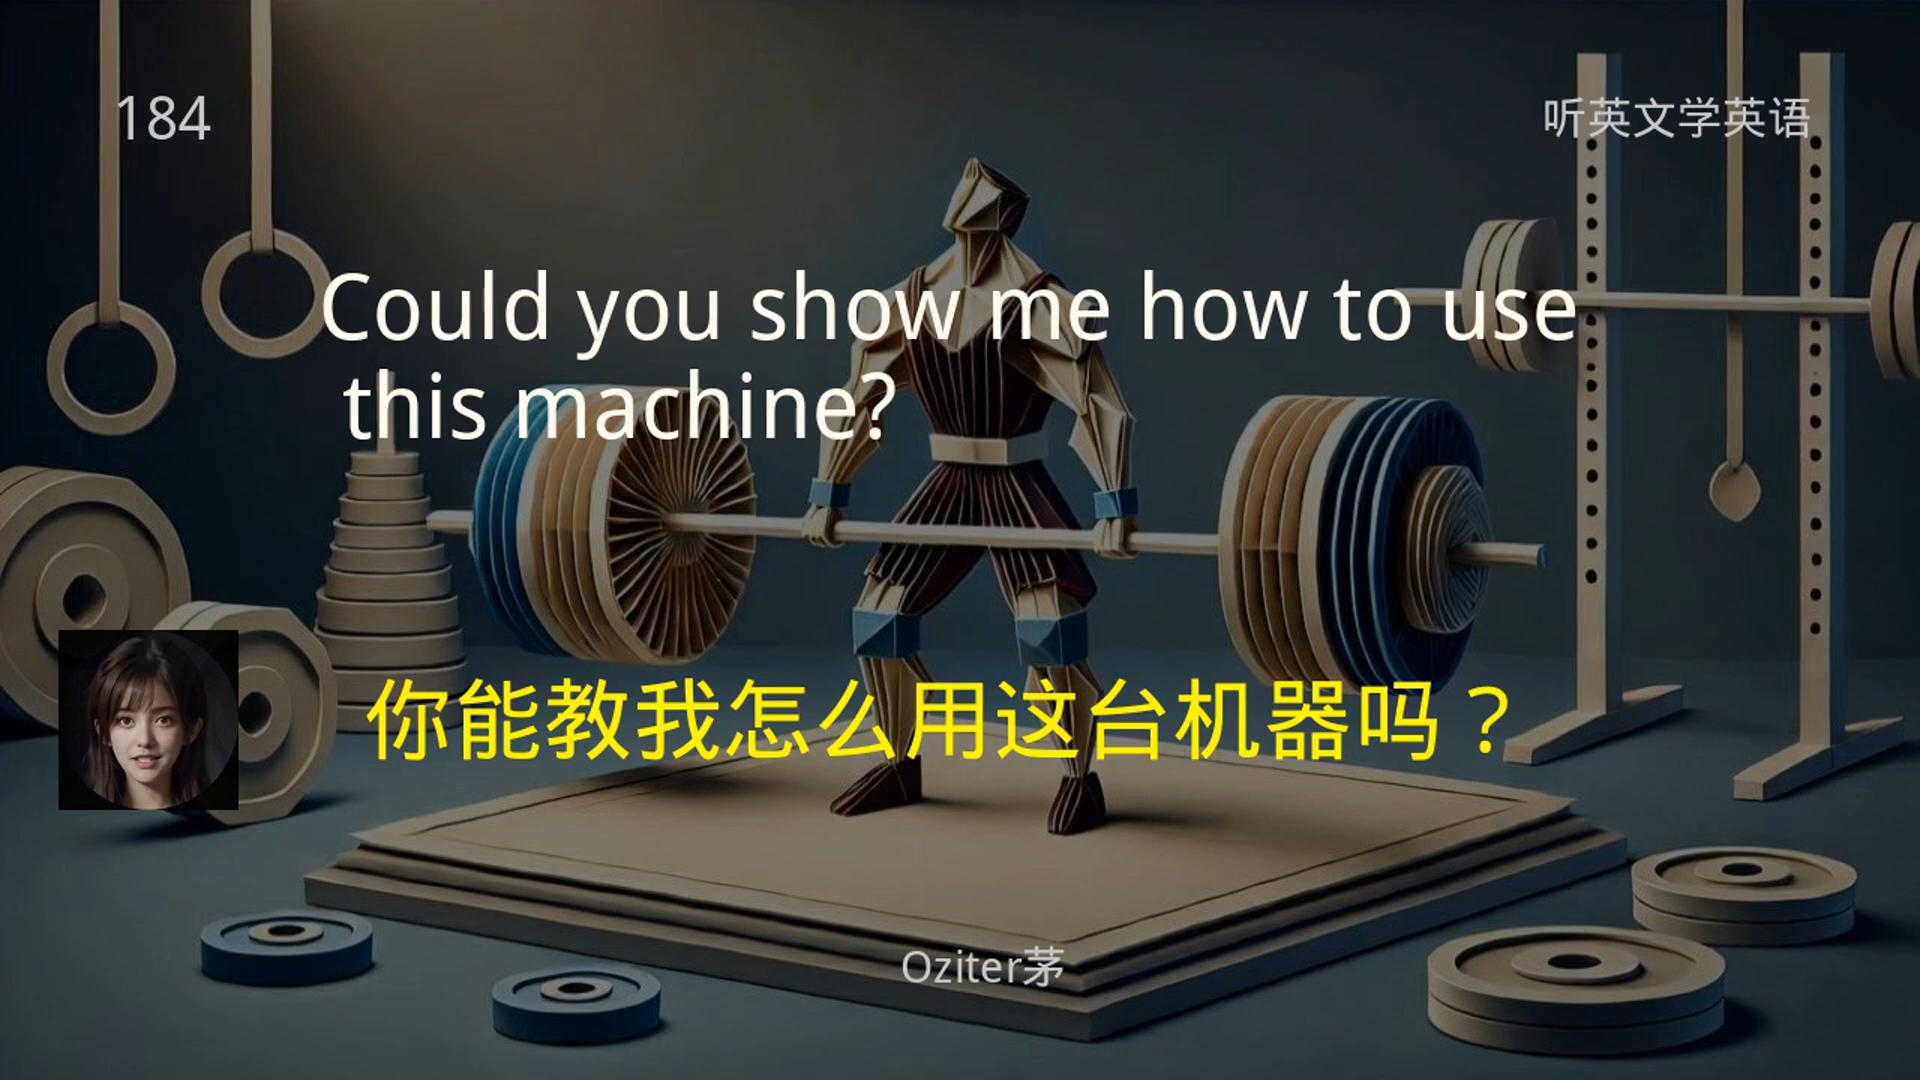 184
听英文学英语
Could you show me how to use
this machine?
你能教我怎么用这台机器吗？
Oziter茅